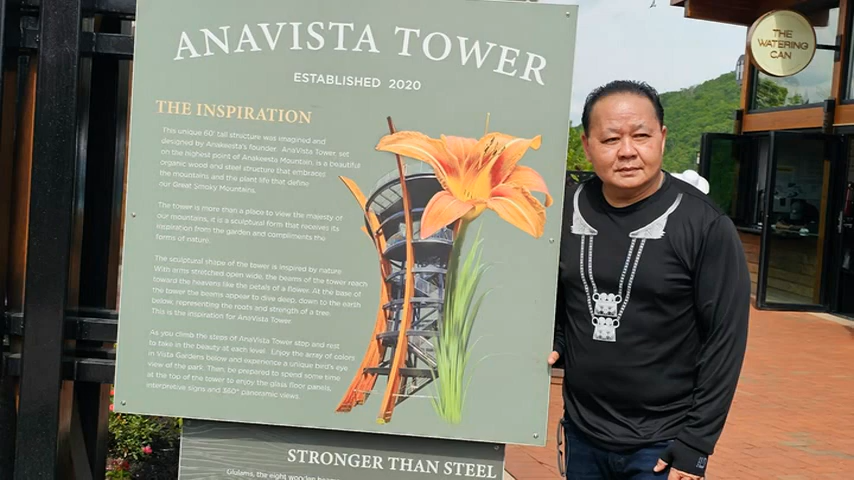 ANAVISTA TOWER
ESTABLISHED 2020
THE INSPIRATION
This unique 60' tall structure was imagined and
designed by Anakeesta's founder. AnaVista Tower, set
on the highest point of Anakeesta Mountain, is a beautiful
organic wood and steel structure that embraces
the mountains and the plant life that define
our Great Smoky Mountains.
The tower is more than a place to view the majesty of
our mountains, it is a sculptural form that receives its
inspiration from the garden and compliments the
forms of nature.
The sculptural shape of the tower is inspired by nature.
With arms stretched open wide, the beams of the tower reach
toward the heavens like the petals of a flower. At the base of
the tower the beams appear to dive deep, down to the earth
below, representing the roots and strength of a tree.
This is the inspiration for AnaVista Tower.
As you climb the steps of AnaVista Tower stop and rest
to take in the beauty at each level. Enjoy the array of colors
in Vista Gardens below and experience a unique bird's eye
view of the park. Then, be prepared to spend some time
at the top of the tower to enjoy the glass floor panels,
interpretive signs and 360° panoramic views.
STRONGER THAN STEEL
Glulams, the eight wooden
THE
WATERING
CAN